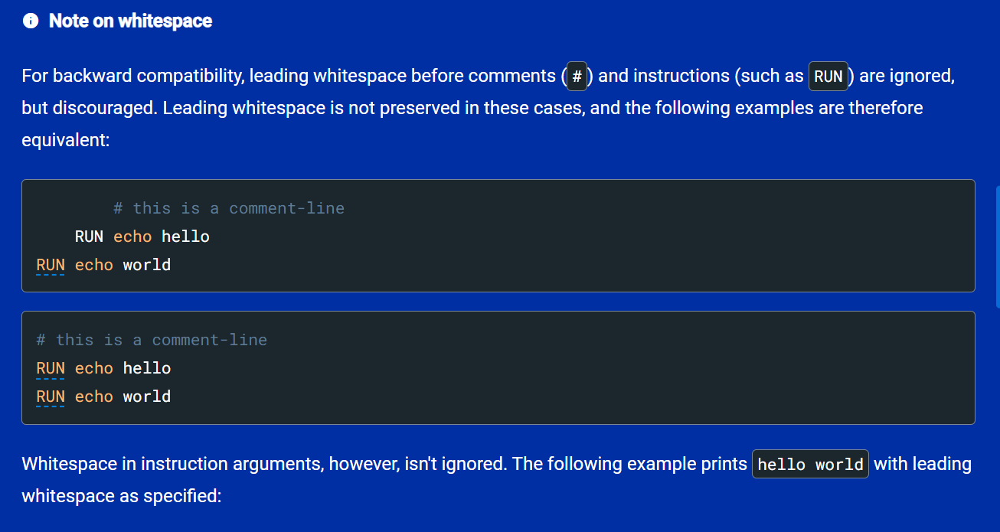 Note on whitespace
For backward compatibility, leading whitespace before comments (#) and instructions (such as RUN) are ignored,
but discouraged. Leading whitespace is not preserved in these cases, and the following examples are therefore
equivalent:
        # this is a comment-line
    RUN echo hello
RUN echo world
# this is a comment-line
RUN echo hello
RUN echo world
Whitespace in instruction arguments, however, isn't ignored. The following example prints hello world with leading
whitespace as specified: